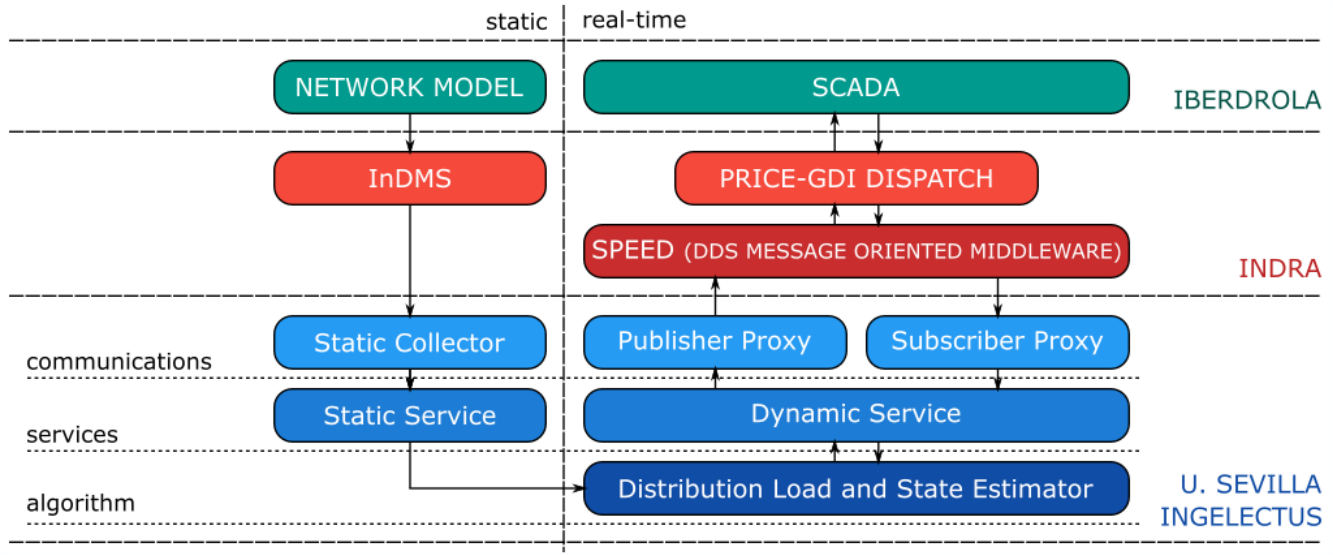 static real-time
NETWORK MODEL SCADA
IBERDROLA
InDMS PRICE-GDI DISPATCH
SPEED (DDS MESSAGE ORIENTED MIDDLEWARE)
INDRA
Static Collector Publisher Proxy Subscriber Proxy
communications
Static Service Dynamic Service
services
Distribution Load and State Estimator
algorithm
U. SEVILLA
INGELECTUS